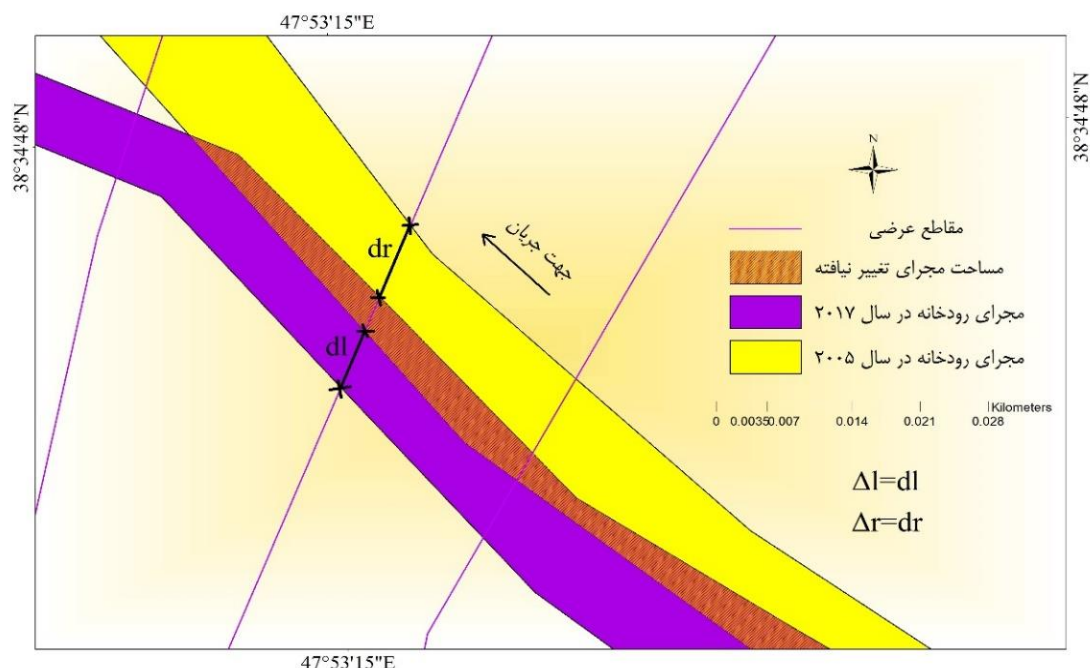 47°53'15"E
38°34'48"N
38°34'48"N
N
dr
جهت جریان
dl
مقاطع عرضی
مساحت مجرای تغییر نیافته
مجرای رودخانه در سال ۲۰۱۷
مجرای رودخانه در سال ۲۰۰۵
Kilometers
0 0.0035 0.007 0.014 0.021 0.028
Δl=dl
Δr=dr
47°53'15"E